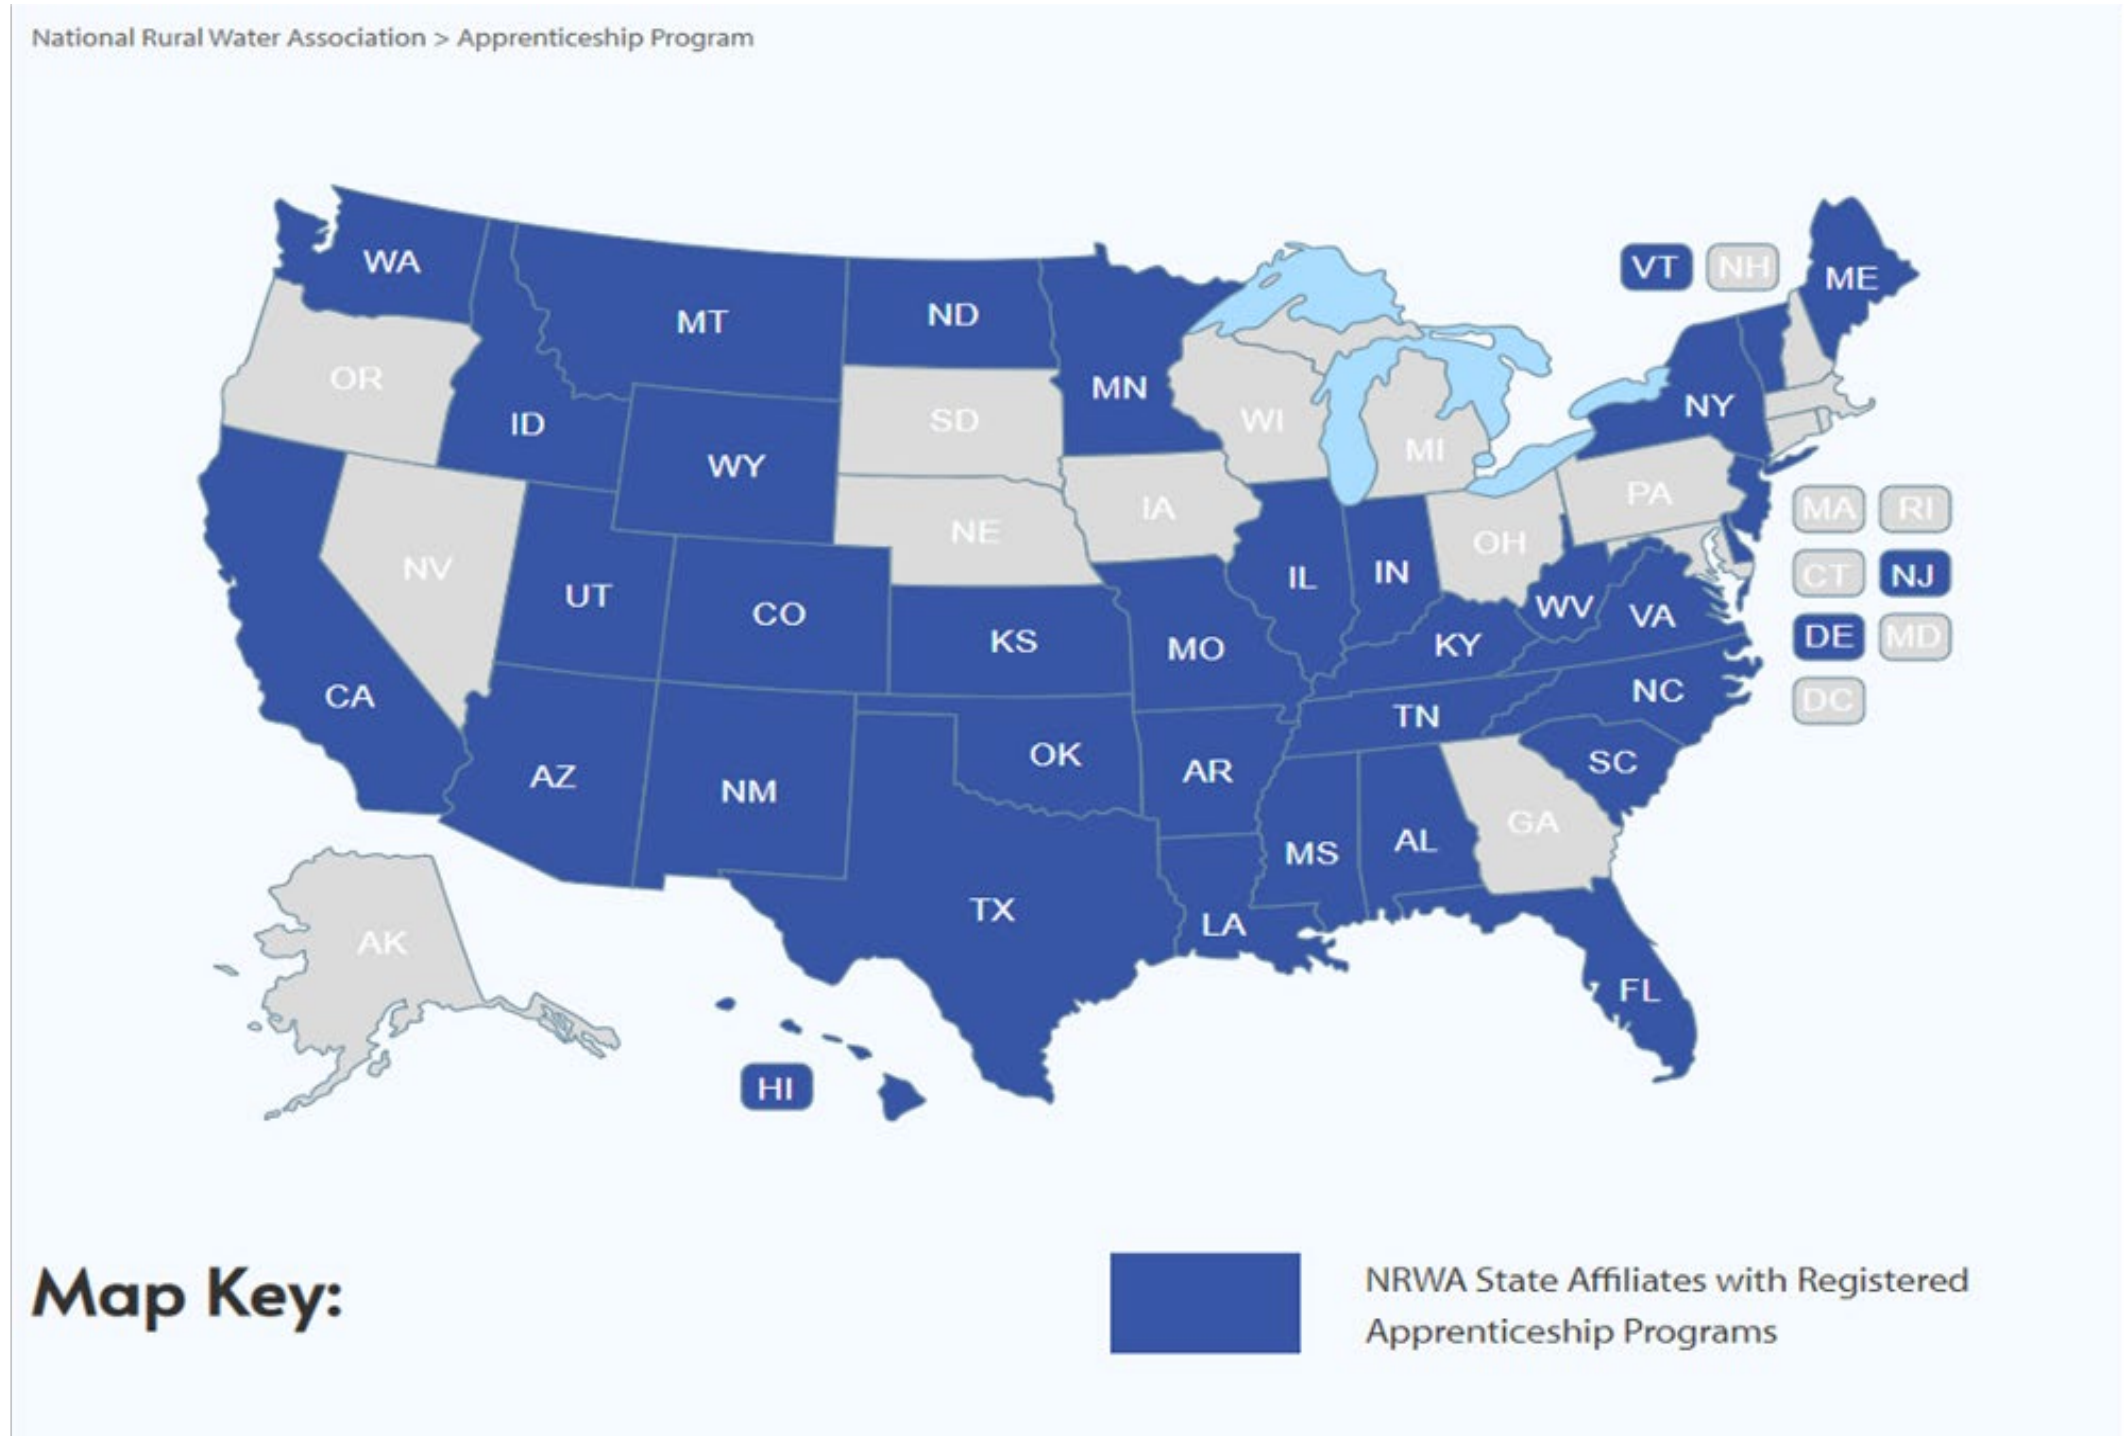 National Rural Water Association > Apprenticeship Program
WA
MT
ND
MN
VT
NH
ME
OR
ID
SD
WI
MI
NY
WY
NV
NE
IA
PA
MA
RI
UT
CO
KS
MO
IL
IN
OH
WV
VA
CT
NJ
KY
DE
MD
CA
AZ
NM
OK
AR
TN
NC
DC
SC
GA
MS
AL
TX
LA
AK
FL
HI
Map Key:
NRWA State Affiliates with Registered
Apprenticeship Programs